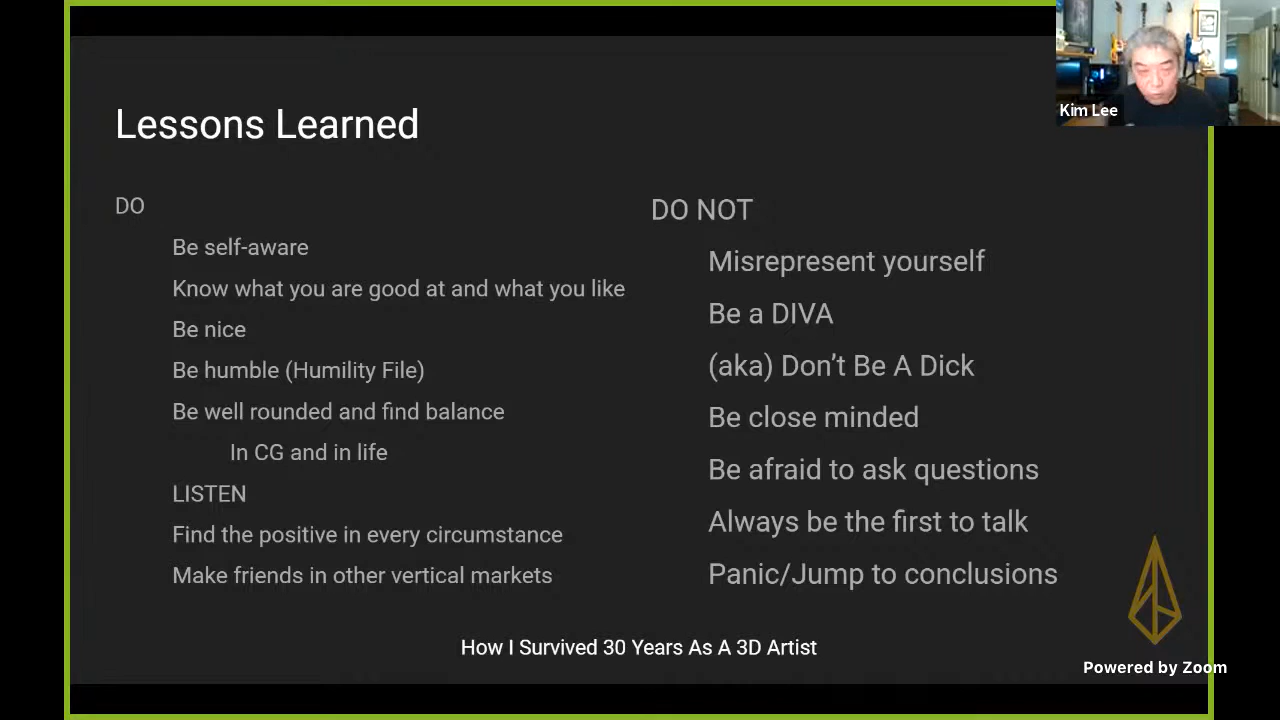 Kim Lee
Lessons Learned
DO
Be self-aware
Know what you are good at and what you like
Be nice
Be humble (Humility File)
Be well rounded and find balance
In CG and in life
LISTEN
Find the positive in every circumstance
Make friends in other vertical markets
DO NOT
Misrepresent yourself
Be a DIVA
(aka) Don’t Be A Dick
Be close minded
Be afraid to ask questions
Always be the first to talk
Panic/Jump to conclusions
How I Survived 30 Years As A 3D Artist
Powered by Zoom